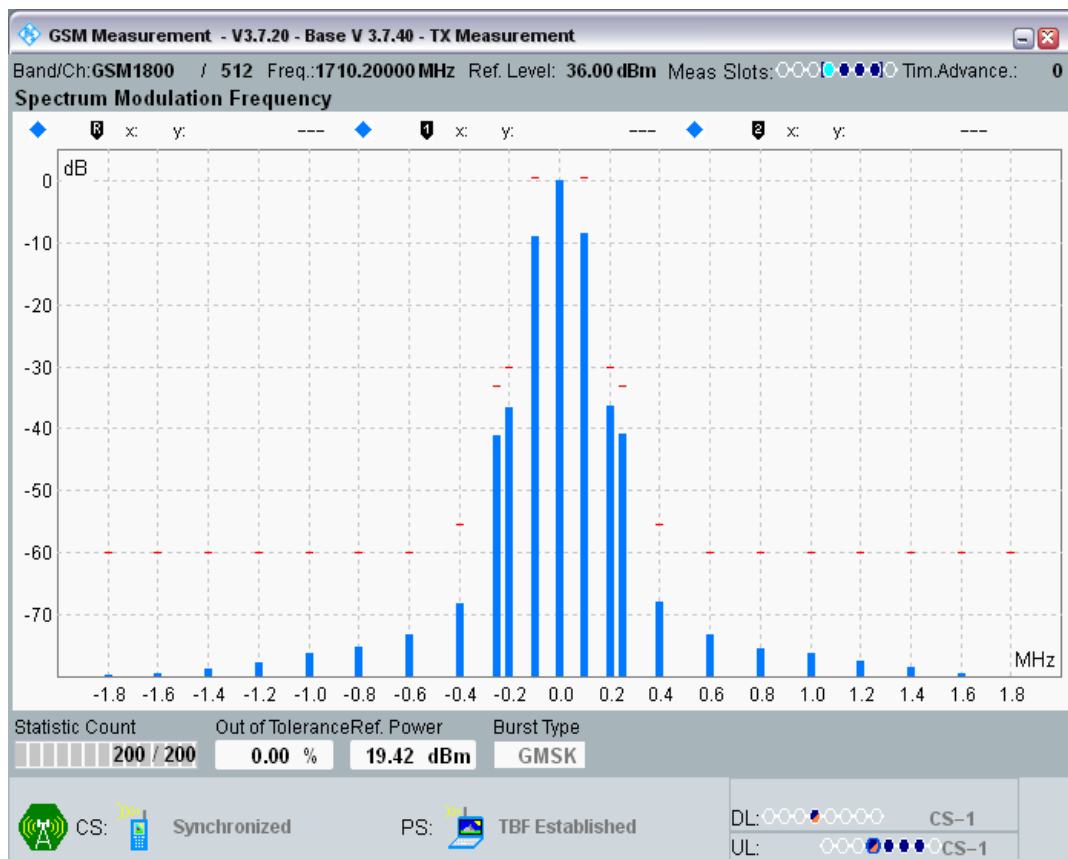 GSM Measurement - V3.7.20 - Base V 3.7.40 - TX Measurement
Band/Ch:GSM1800 / 512 Freq.:1710.20000 MHz Ref. Level: 36.00 dBm Meas Slots: Tim.Advance.: 0
Spectrum Modulation Frequency
R x: y: --- 1 x: y: --- 2 x: y: ---
dB
0
-10
-20
-30
-40
-50
-60
-70
MHz
-1.8 -1.6 -1.4 -1.2 -1.0 -0.8 -0.6 -0.4 -0.2 0.0 0.2 0.4 0.6 0.8 1.0 1.2 1.4 1.6 1.8
Statistic Count Out of Tolerance Ref. Power Burst Type
200 / 200 0.00 % 19.42 dBm GMSK
CS: Synchronized PS: TBF Established DL: CS-1
UL: CS-1